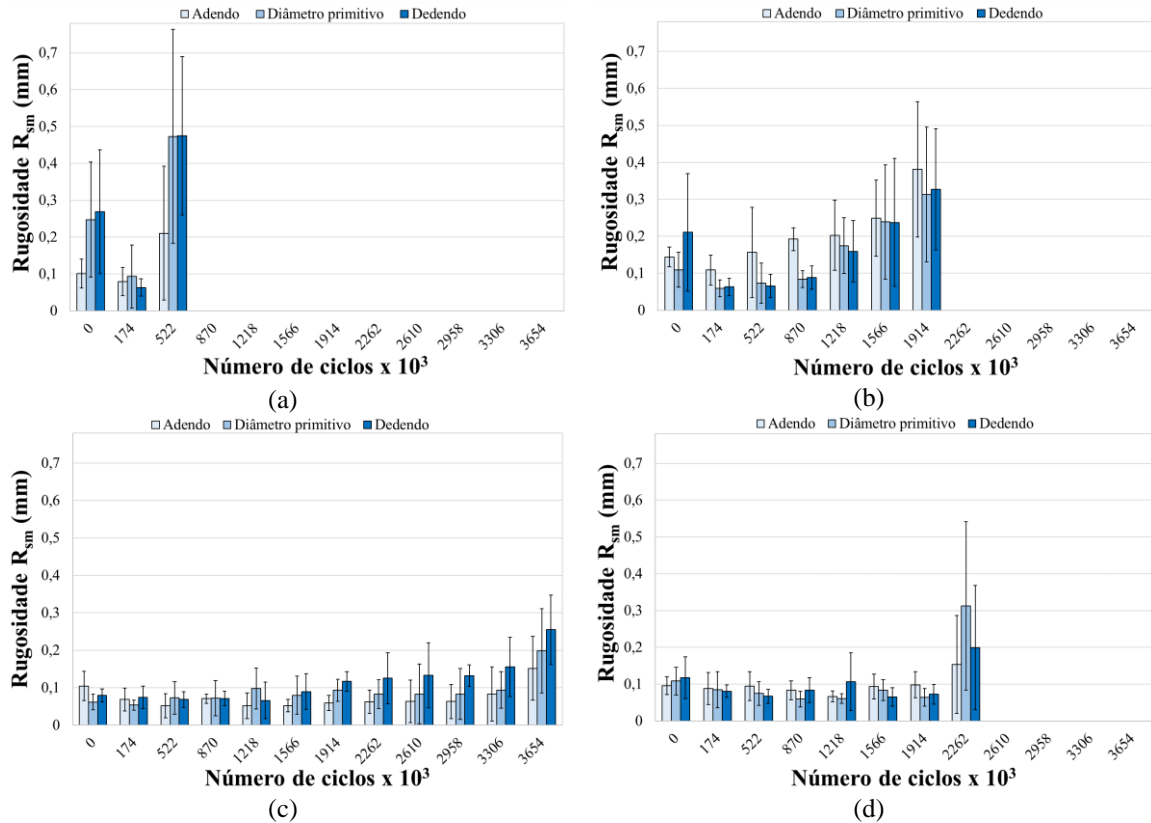 Adendo Diâmetro primitivo Dedendo
Rugosidade Rsm (mm)
0,7
0,6
0,5
0,4
0,3
0,2
0,1
0
0 174 522 870 1218 1566 1914 2262 2610 2958 3306 3654
Número de ciclos x 10³
(a)
Adendo Diâmetro primitivo Dedendo
Rugosidade Rsm (mm)
0,7
0,6
0,5
0,4
0,3
0,2
0,1
0
0 174 522 870 1218 1566 1914 2262 2610 2958 3306 3654
Número de ciclos x 10³
(b)
Adendo Diâmetro primitivo Dedendo
Rugosidade Rsm (mm)
0,7
0,6
0,5
0,4
0,3
0,2
0,1
0
0 174 522 870 1218 1566 1914 2262 2610 2958 3306 3654
Número de ciclos x 10³
(c)
Adendo Diâmetro primitivo Dedendo
Rugosidade Rsm (mm)
0,7
0,6
0,5
0,4
0,3
0,2
0,1
0
0 174 522 870 1218 1566 1914 2262 2610 2958 3306 3654
Número de ciclos x 10³
(d)